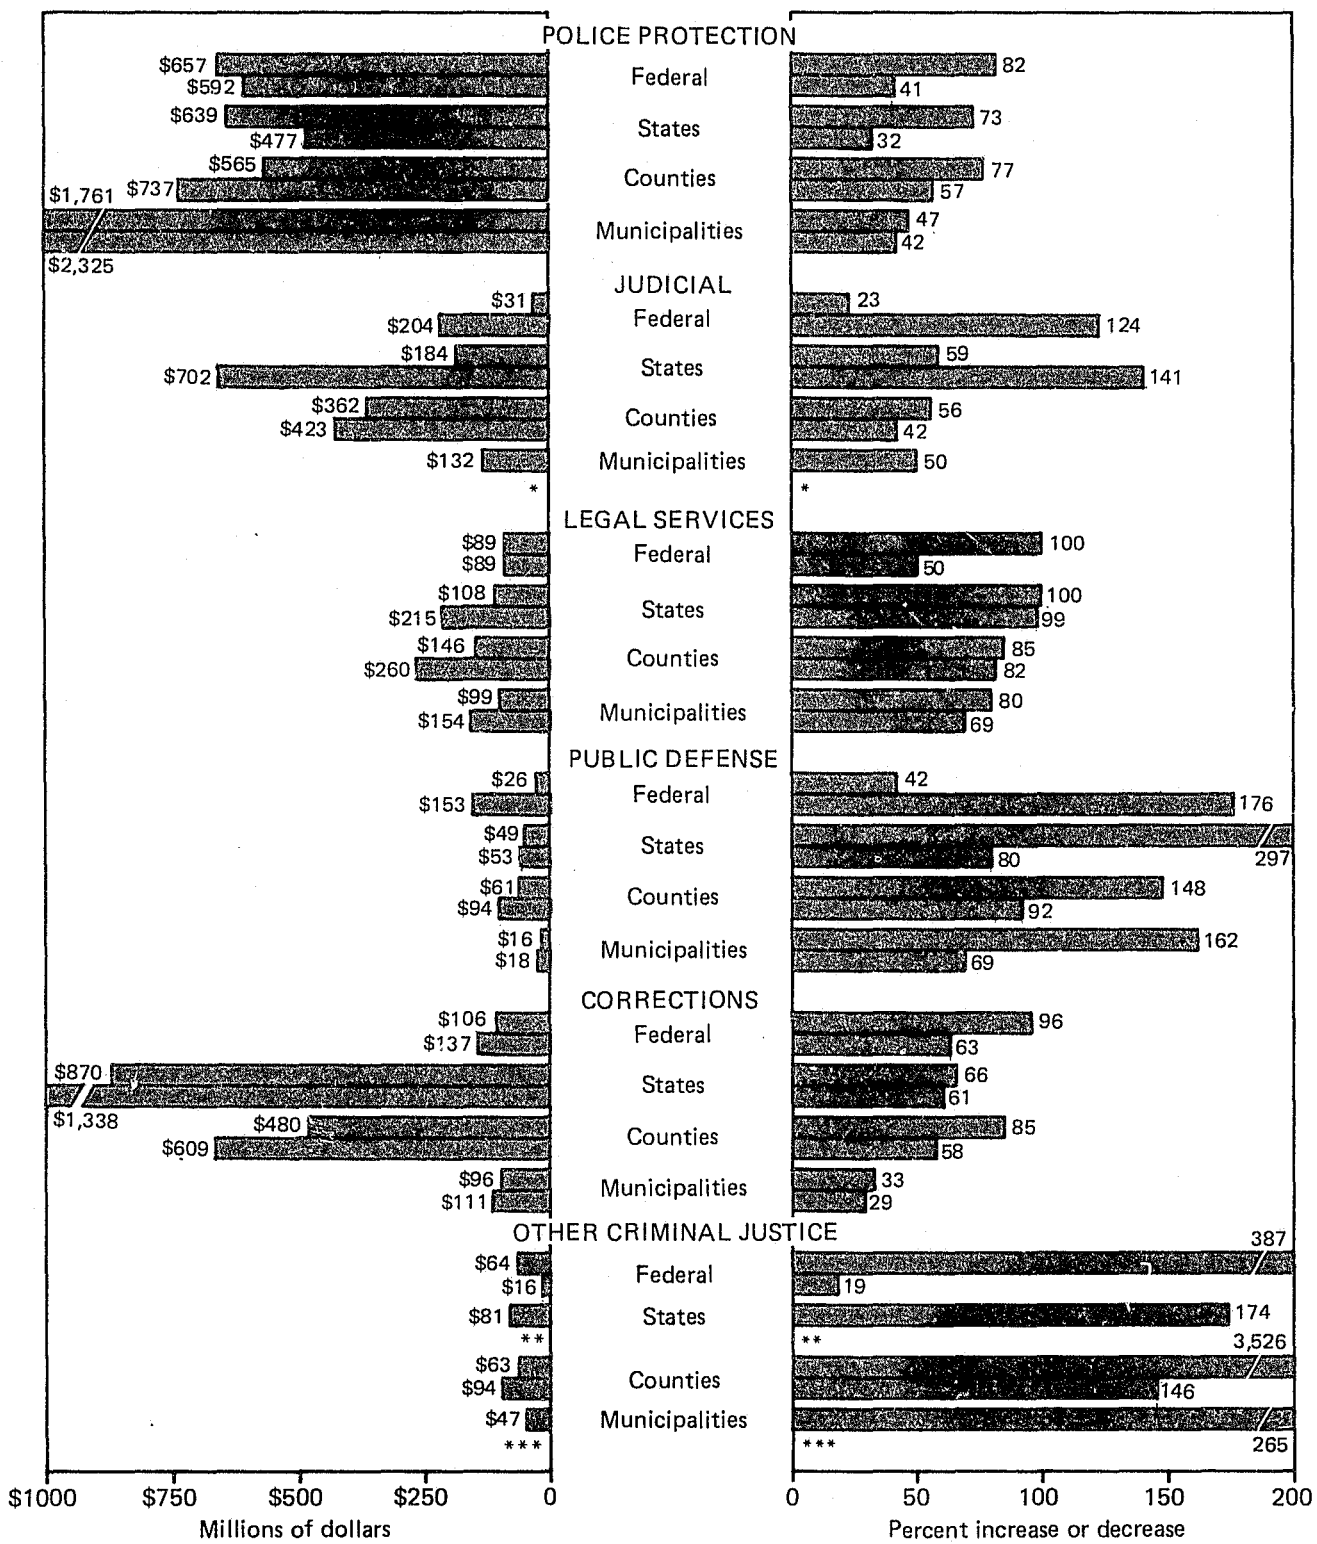 POLICE PROTECTION
$657 Federal 82
$592 41
$639 States 73
$477 32
$565 Counties 77
$737 57
$1,761 Municipalities 47
$2,325 42
JUDICIAL
$31 Federal 23
$204 124
$184 States 59
$702 141
$362 Counties 56
$423 42
$132 Municipalities 50
* *
LEGAL SERVICES
$89 Federal 100
$89 50
$108 States 100
$215 99
$146 Counties 85
$260 82
$99 Municipalities 80
$154 69
PUBLIC DEFENSE
$26 Federal 42
$153 176
$49 States 297
$53 80
$61 Counties 148
$94 92
$16 Municipalities 162
$18 69
CORRECTIONS
$106 Federal 96
$137 63
$870 States 66
$1,338 61
$480 Counties 85
$609 58
$96 Municipalities 33
$111 29
OTHER CRIMINAL JUSTICE
$64 Federal 387
$16 19
$81 States 174
** **
$63 Counties 3,526
$94 146
$47 Municipalities 265
*** ***
$1000 $750 $500 $250 0 0 50 100 150 200
Millions of dollars Percent increase or decrease